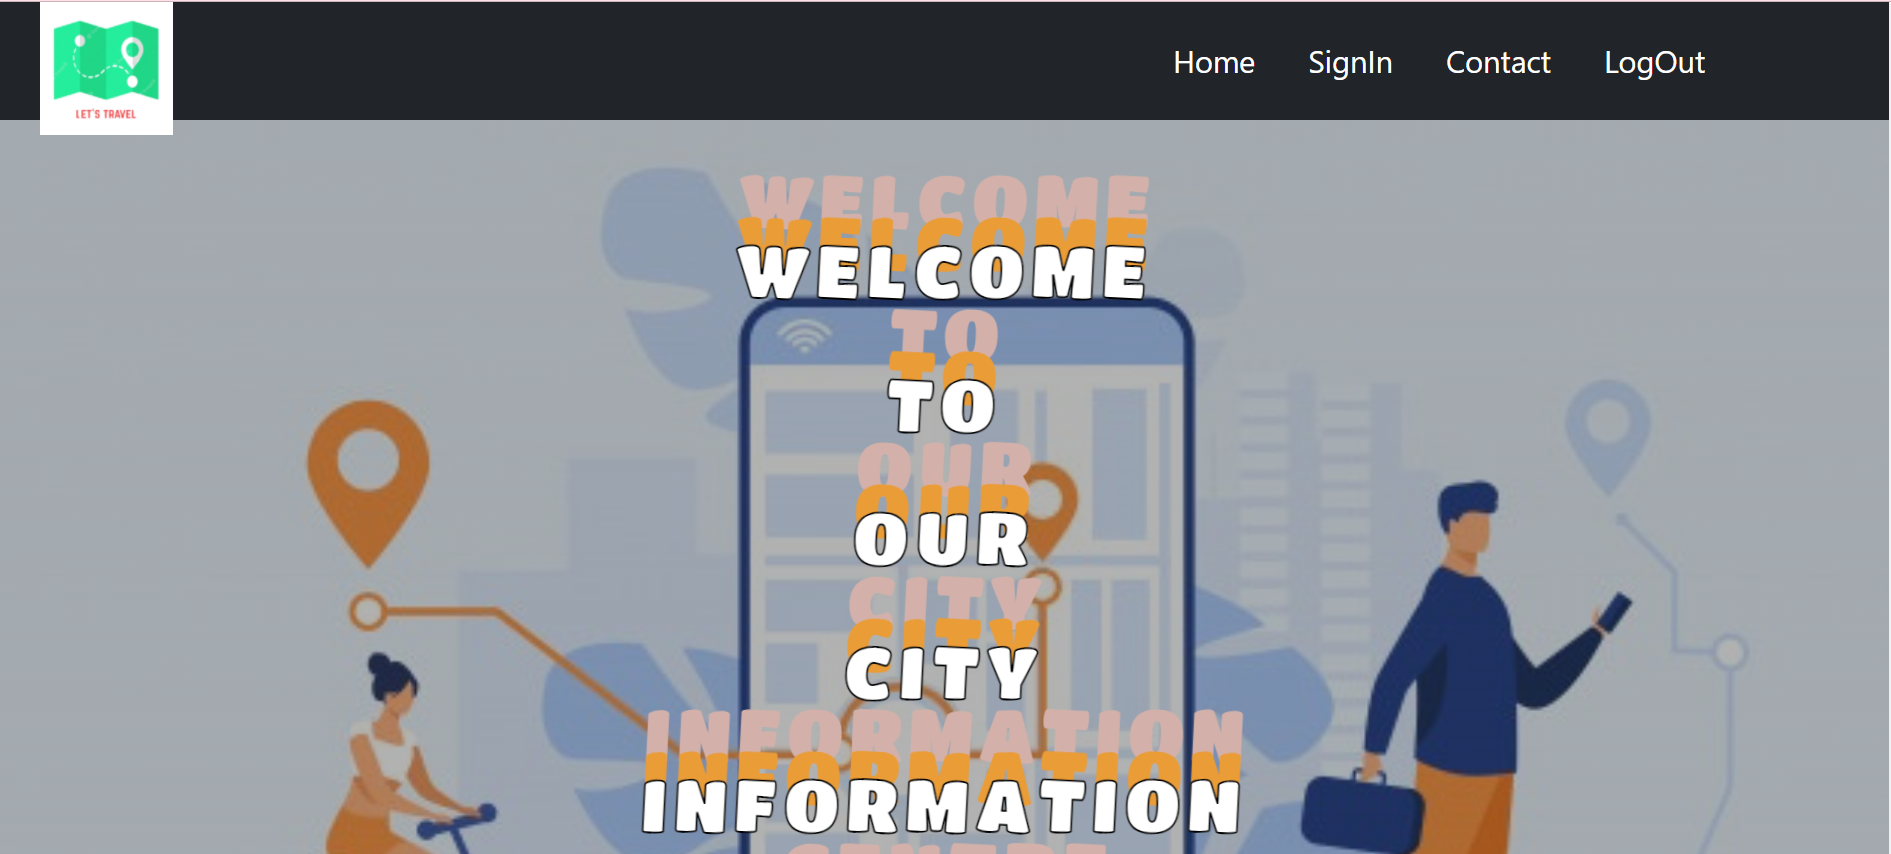 LET'S TRAVEL
Home SignIn Contact LogOut
WELCOME
TO
OUR
CITY
INFORMATION